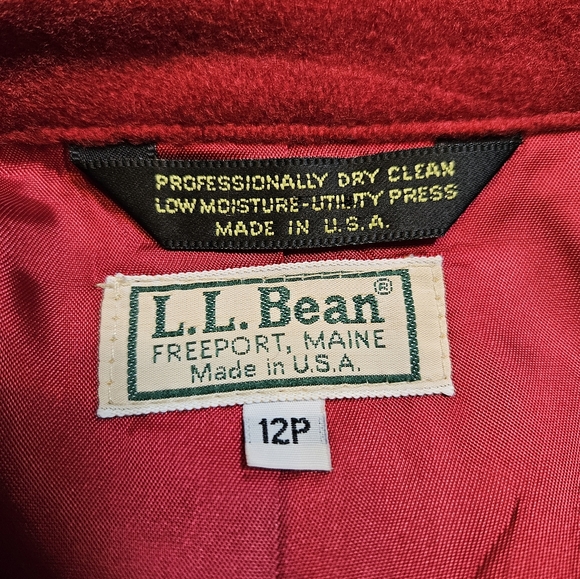 PROFESSIONALLY DRY CLEAN
LOW MOISTURE-UTILITY PRESS
MADE IN U.S.A.
L.L.Bean®
FREEPORT, MAINE
Made in U.S.A.
12P